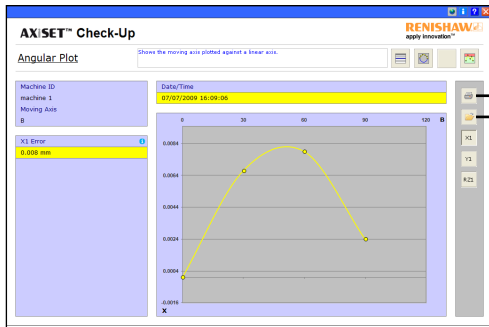 AXiSET™ Check-Up
RENISHAW
apply innovation™
Angular Plot
Shows the moving axis plotted against a linear axis.
Machine ID
machine 1
Moving Axis
B
X1 Error
0.008 mm
Date/Time
07/07/2009 16:09:06
0 30 60 90 120 B
0.0084
0.0064
0.0044
0.0024
0.0004
-0.0016
X
X1
Y1
RZ1